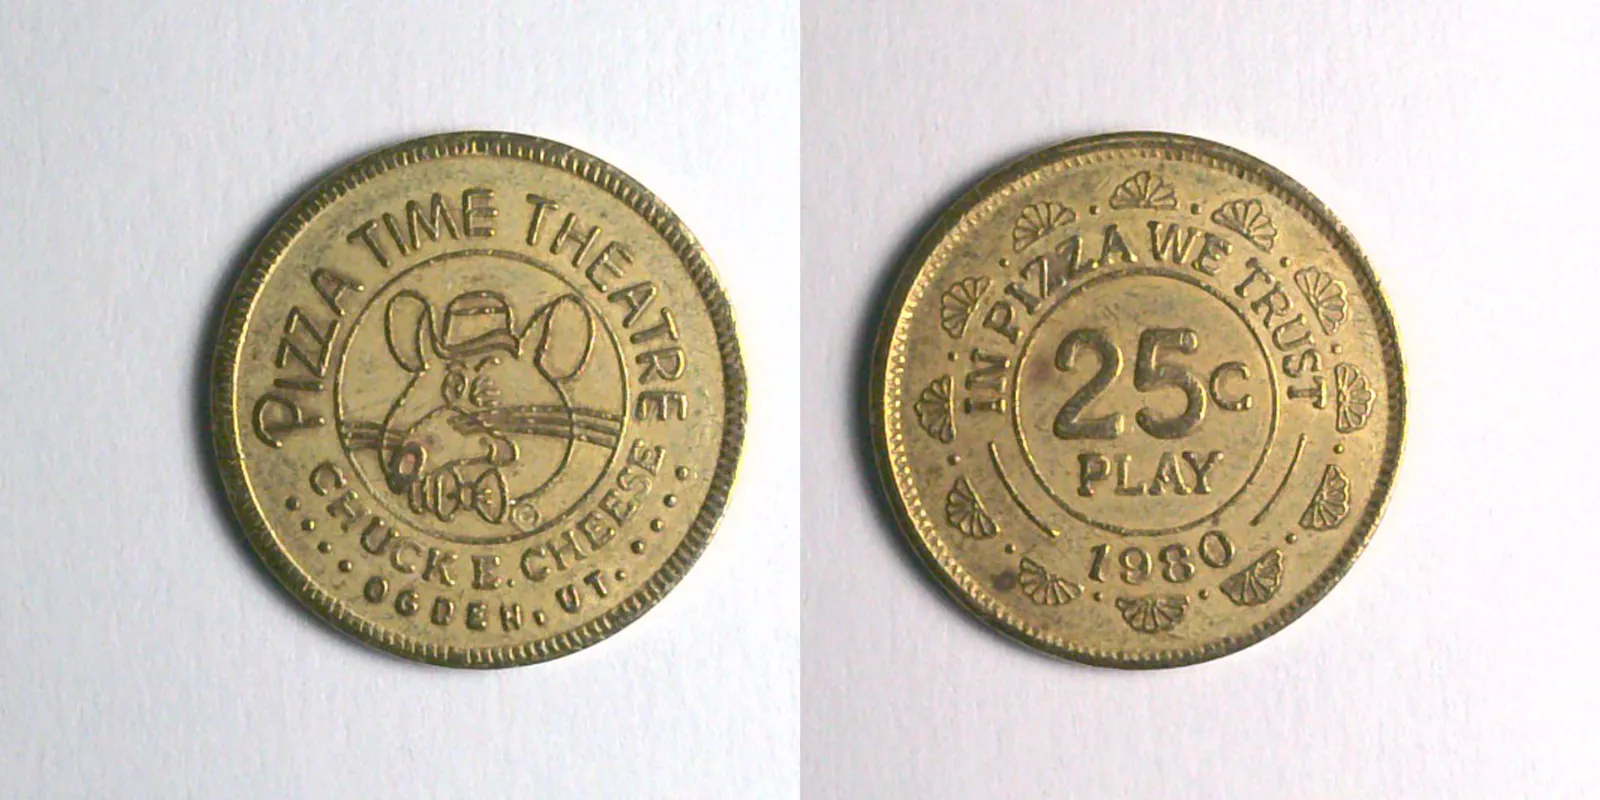 PIZZA TIME THEATRE
CHUCK E. CHEESE
OGDEN, UT.
©
IN PIZZA WE TRUST
25c
PLAY
1980